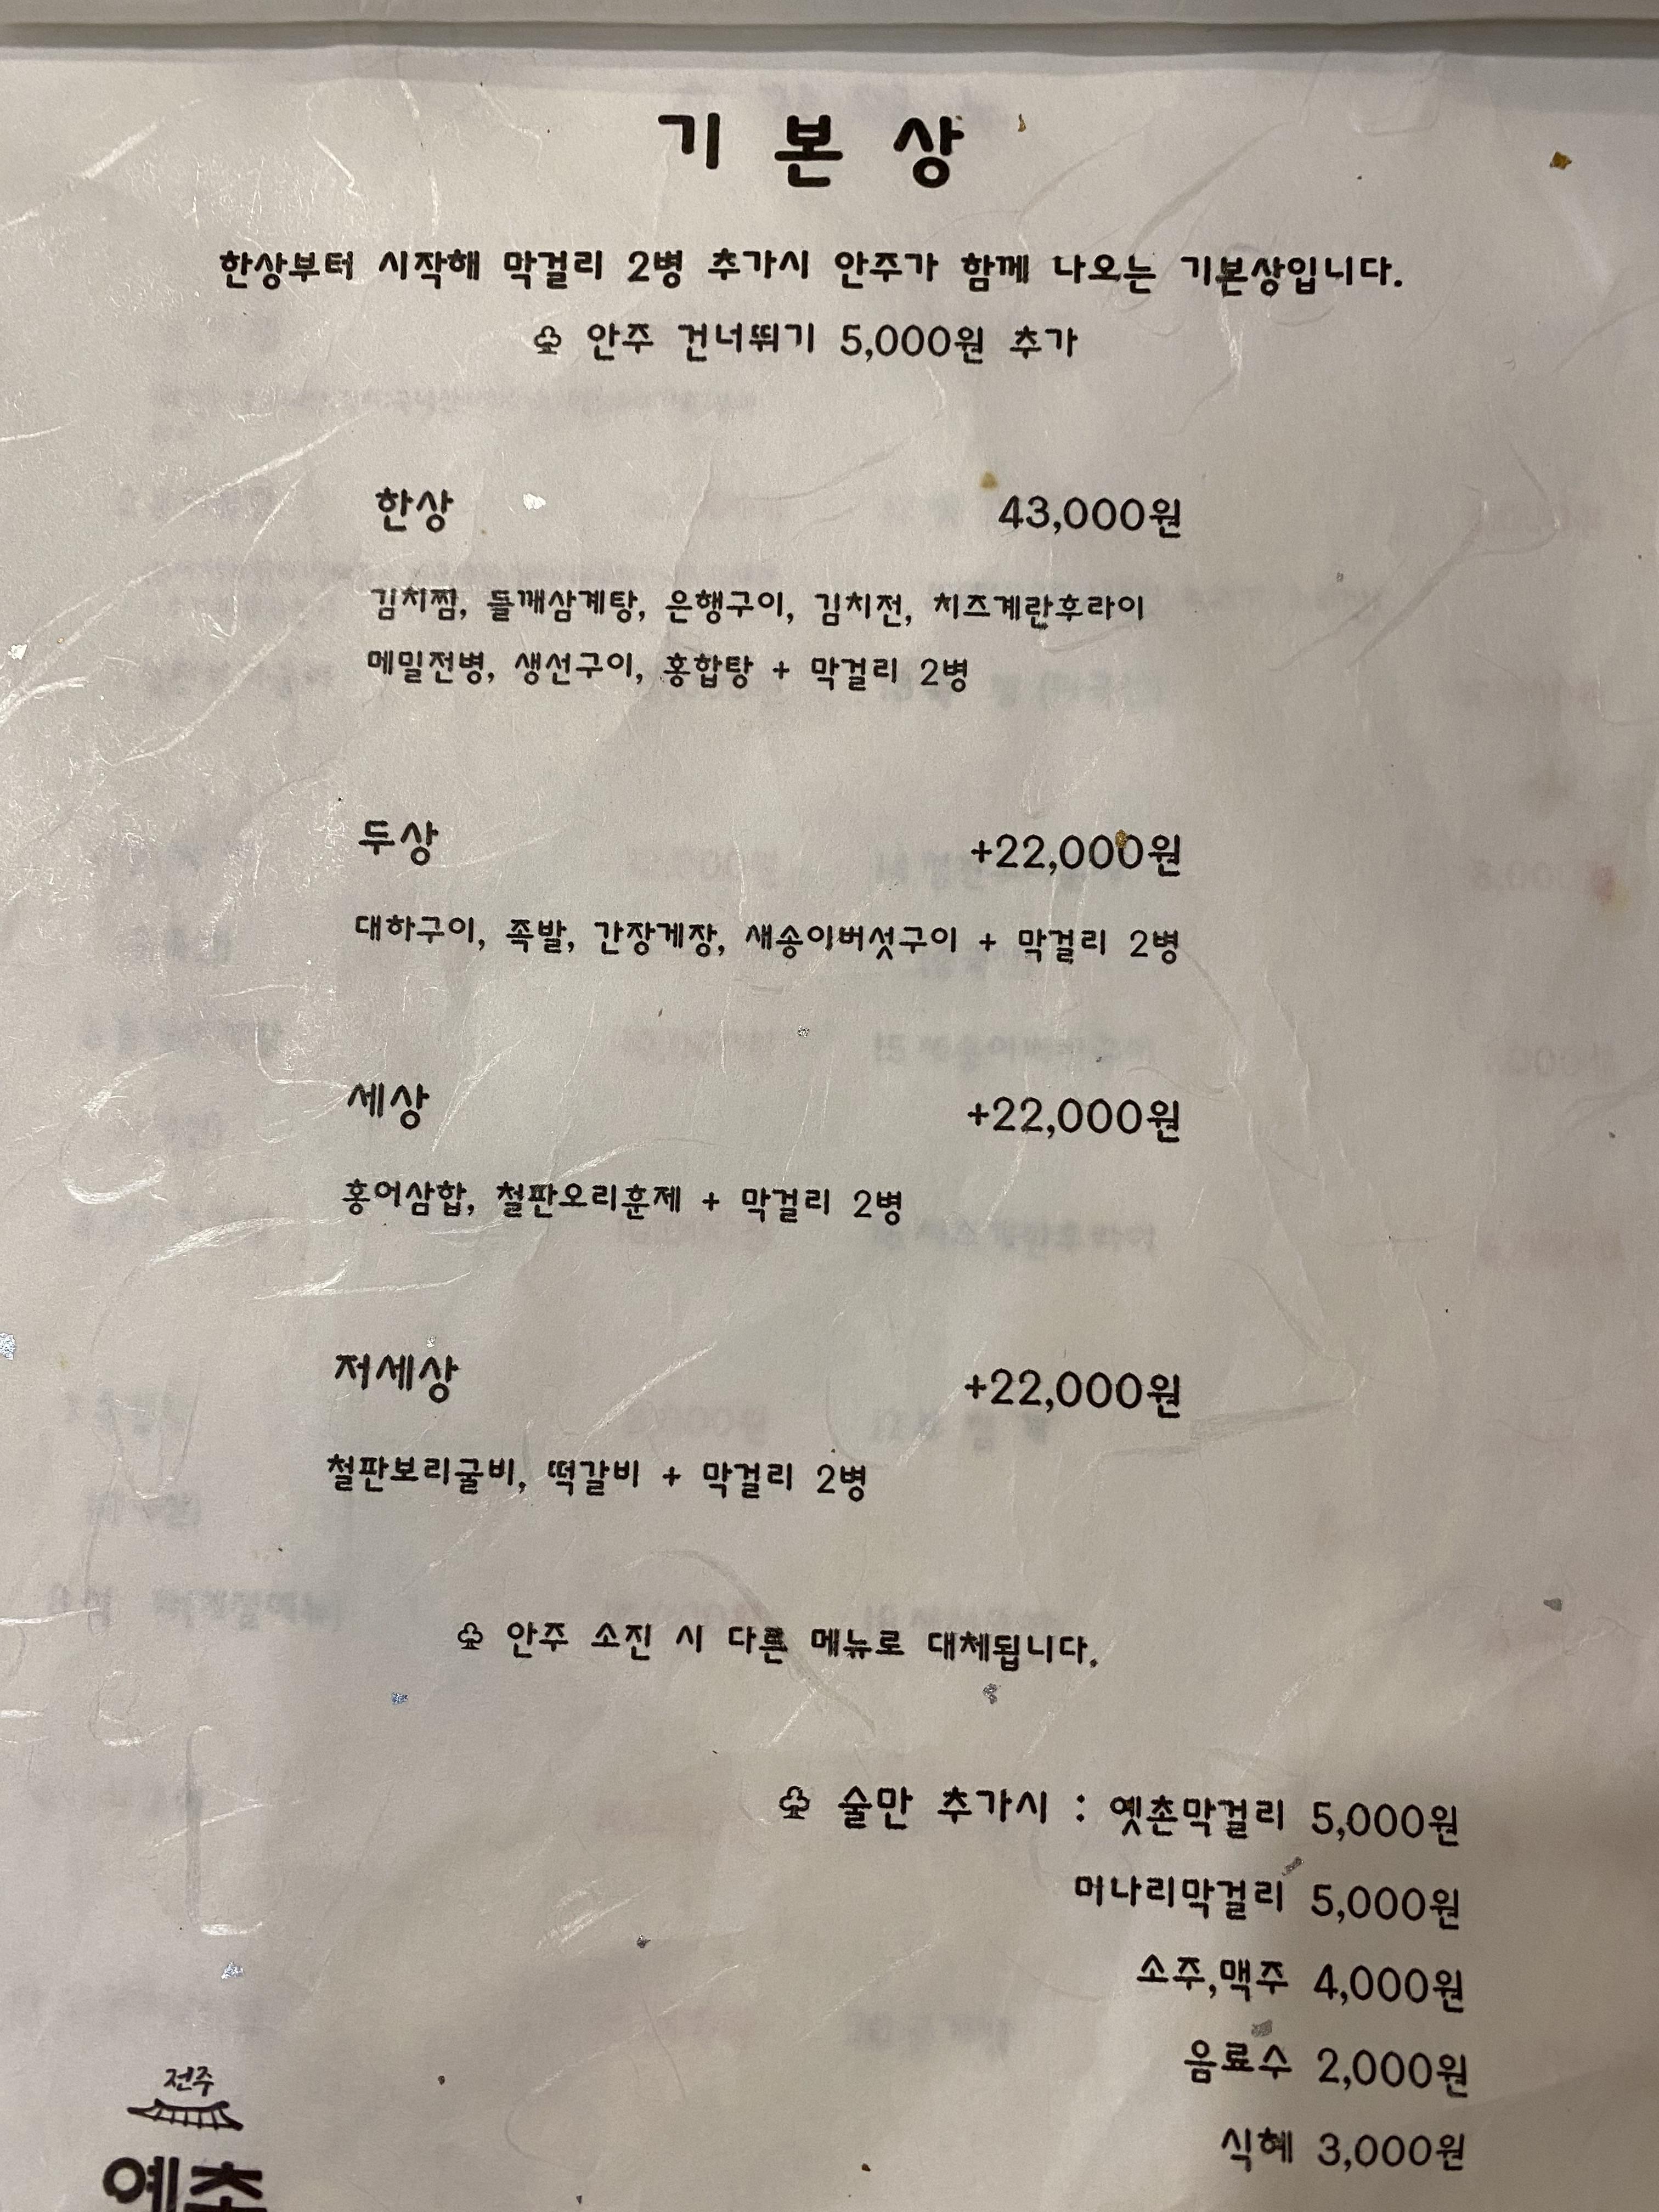 기 본 상
한상부터 시작해 막걸리 2병 추가시 안주가 함께 나오는 기본상입니다.
♧ 안주 건너뛰기 5,000원 추가
한상 43,000원
김치찜, 들깨삼계탕, 은행구이, 김치전, 치즈계란후라이
메밀전병, 생선구이, 홍합탕 + 막걸리 2병
두상 +22,000원
대하구이, 족발, 간장게장, 새송이버섯구이 + 막걸리 2병
세상 +22,000원
홍어삼합, 철판오리훈제 + 막걸리 2병
저세상 +22,000원
철판보리굴비, 떡갈비 + 막걸리 2병
♧ 안주 소진 시 다른 메뉴로 대체됩니다.
♧ 술만 추가시 : 옛촌막걸리 5,000원
머나리막걸리 5,000원
소주,맥주 4,000원
음료수 2,000원
식혜 3,000원
전주